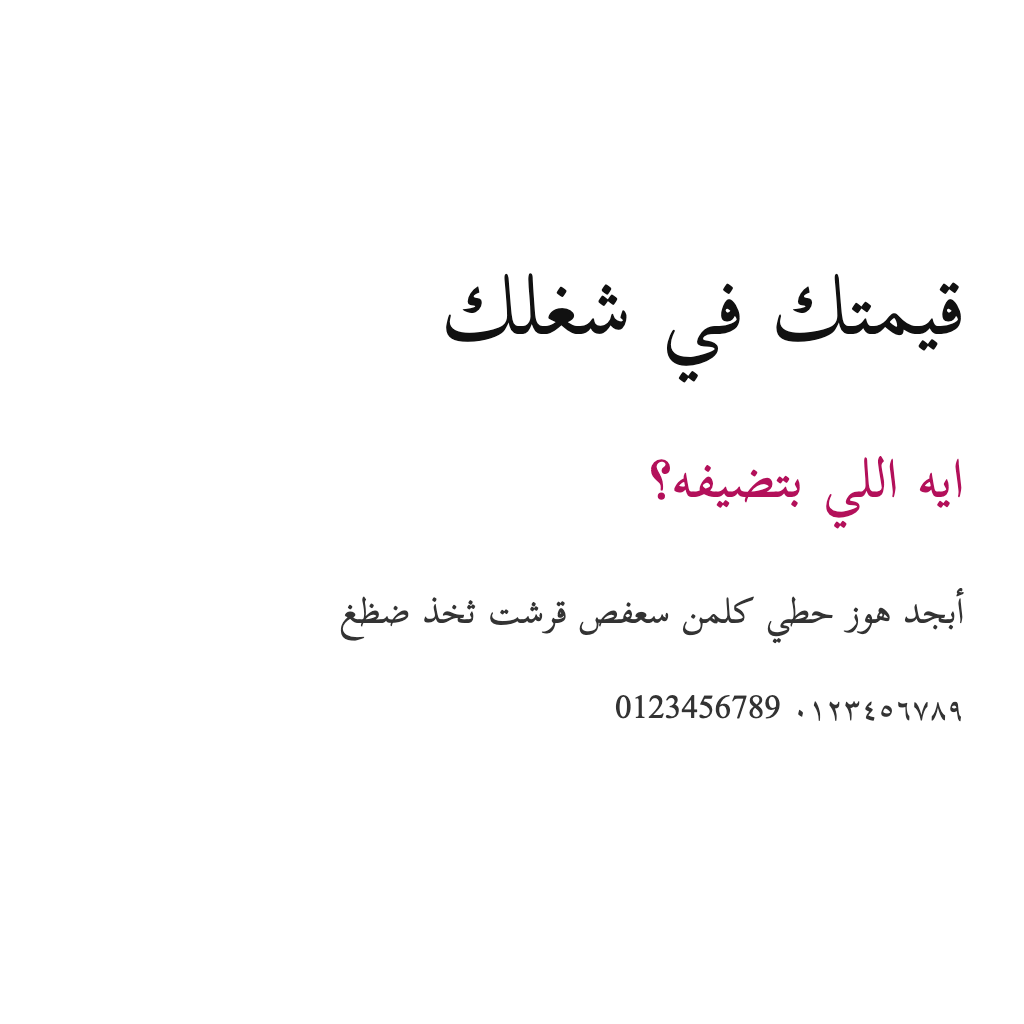 قيمتك في شغلك
ايه اللي بتضيفه؟
أبجد هوز حطي كلمن سعفص قرشت ثخذ ضظغ
٠١٢٣٤٥٦٧٨٩ 0123456789